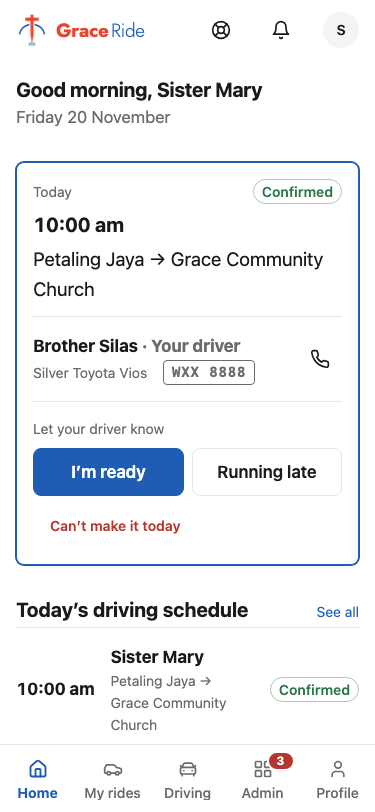 Grace Ride
S
Good morning, Sister Mary
Friday 20 November
Today
Confirmed
10:00 am
Petaling Jaya → Grace Community
Church
Brother Silas · Your driver
Silver Toyota Vios
WXX 8888
Let your driver know
I'm ready
Running late
Can't make it today
Today's driving schedule
See all
Sister Mary
10:00 am
Petaling Jaya →
Grace Community
Church
Confirmed
3
Home
My rides
Driving
Admin
Profile